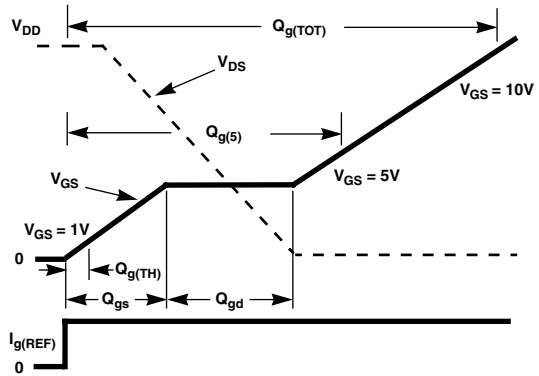 V_DD
Q_g(TOT)
V_DS
V_GS = 10V
Q_g(5)
V_GS
V_GS = 5V
V_GS = 1V
0
Q_g(TH)
Q_gs
Q_gd
I_g(REF)
0